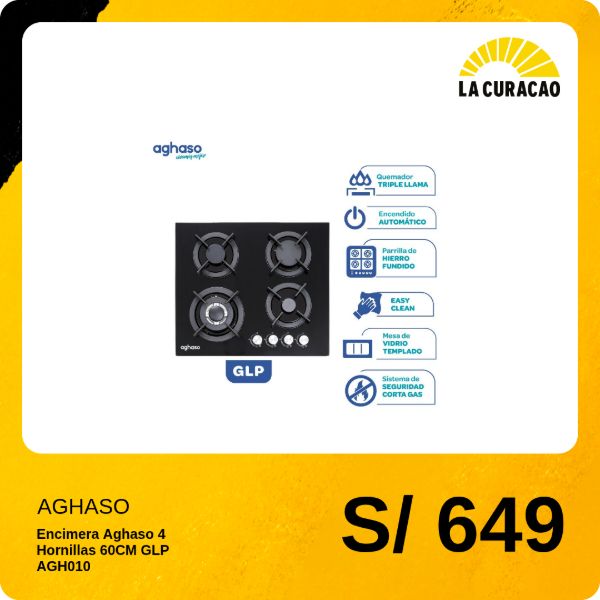 LA CURACAO
aghaso
Quemador
TRIPLE LLAMA
Encendido
AUTOMÁTICO
Parrilla de
HIERRO
FUNDIDO
EASY
CLEAN
Mesa de
VIDRIO
TEMPLADO
Sistema de
SEGURIDAD
CORTA GAS
aghaso
GLP
AGHASO
Encimera Aghaso 4
Hornillas 60CM GLP
AGH010
S/ 649